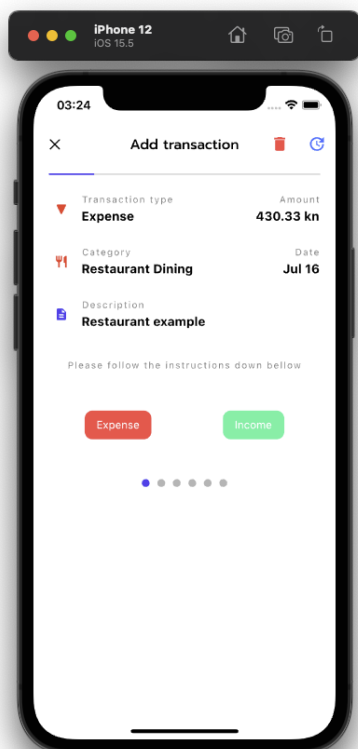 iPhone 12
iOS 15.5
03:24
Add transaction
Transaction type
Amount
Expense
430.33 kn
Category
Date
Restaurant Dining
Jul 16
Description
Restaurant example
Please follow the instructions down bellow
Expense
Income